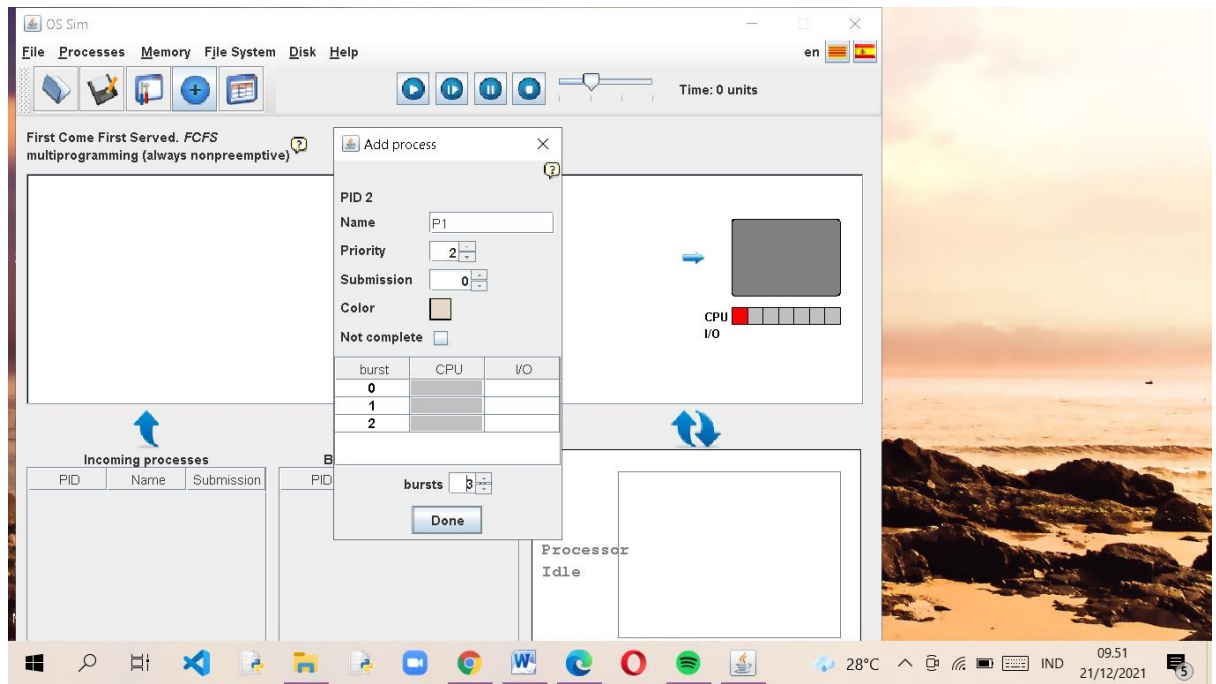 OS Sim
File Processes Memory File System Disk Help
en
Time: 0 units
First Come First Served. FCFS
multiprogramming (always nonpreemptive)
Add process
PID 2
Name P1
Priority 2
Submission 0
Color
Not complete
burst CPU I/O
0
1
2
bursts 3
Done
CPU
I/O
Incoming processes
PID Name Submission
B
PID
Processor
Idle
28°C
IND
09.51
21/12/2021
5